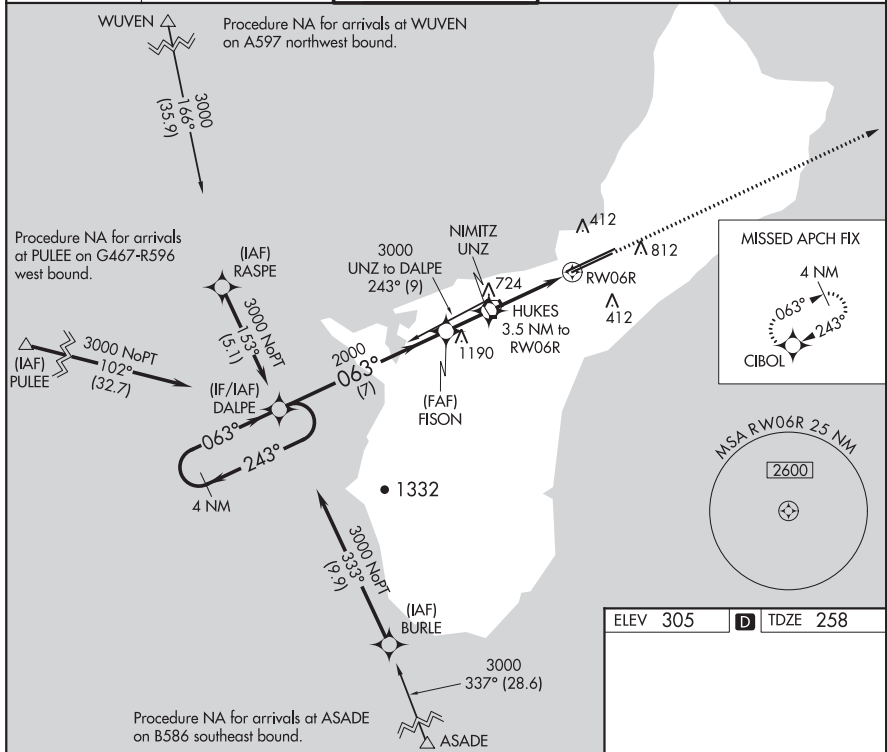 WUVEN
Procedure NA for arrivals at WUVEN
on A597 northwest bound.
3000
166°
(35.9)
Procedure NA for arrivals
at PULEE on G467-R596
west bound.
(IAF)
RASPE
3000 NoPT
153°
(5.1)
(IAF)
PULEE
3000 NoPT
102°
(32.7)
(IF/IAF)
DALPE
063°
243°
4 NM
2000
063°
(7)
3000
UNZ to DALPE
243° (9)
NIMITZ
UNZ
724
HUKES
3.5 NM to
RW06R
1190
(FAF)
FISON
412
812
RW06R
412
MISSED APCH FIX
4 NM
063°
243°
CIBOL
MSA RW06R 25 NM
2600
1332
3000 NoPT
333°
(9.9)
(IAF)
BURLE
3000
337° (28.6)
ASADE
Procedure NA for arrivals at ASADE
on B586 southeast bound.
ELEV 305 D TDZE 258